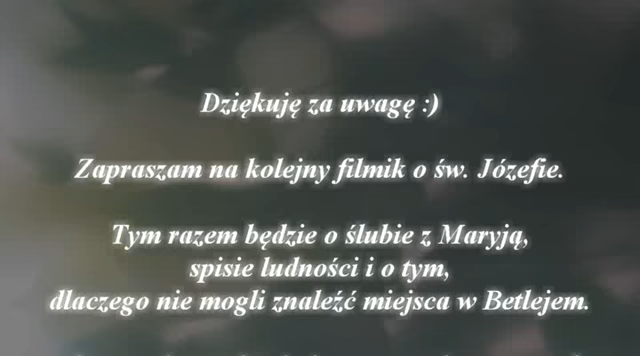 Dziękuję za uwagę :)
Zapraszam na kolejny filmik o św. Józefie.
Tym razem będzie o ślubie z Maryją,
spisie ludności i o tym,
dlaczego nie mogli znaleźć miejsca w Betlejem.